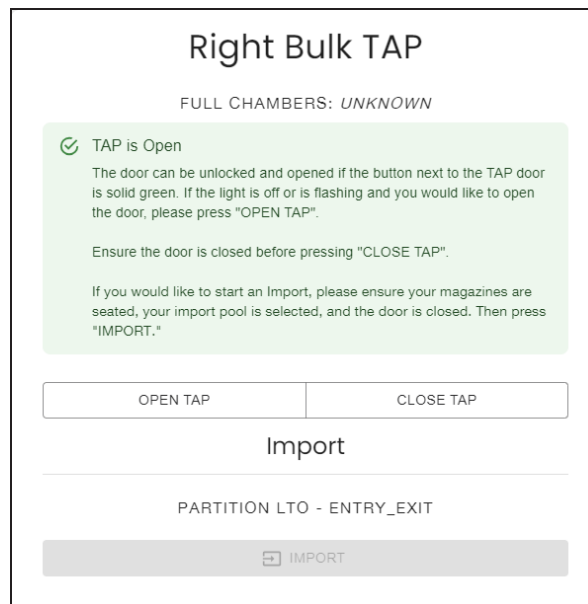 Right Bulk TAP
FULL CHAMBERS: UNKNOWN
TAP is Open
The door can be unlocked and opened if the button next to the TAP door
is solid green. If the light is off or is flashing and you would like to open
the door, please press "OPEN TAP".
Ensure the door is closed before pressing "CLOSE TAP".
If you would like to start an Import, please ensure your magazines are
seated, your import pool is selected, and the door is closed. Then press
"IMPORT."
OPEN TAP
CLOSE TAP
Import
PARTITION LTO - ENTRY_EXIT
IMPORT